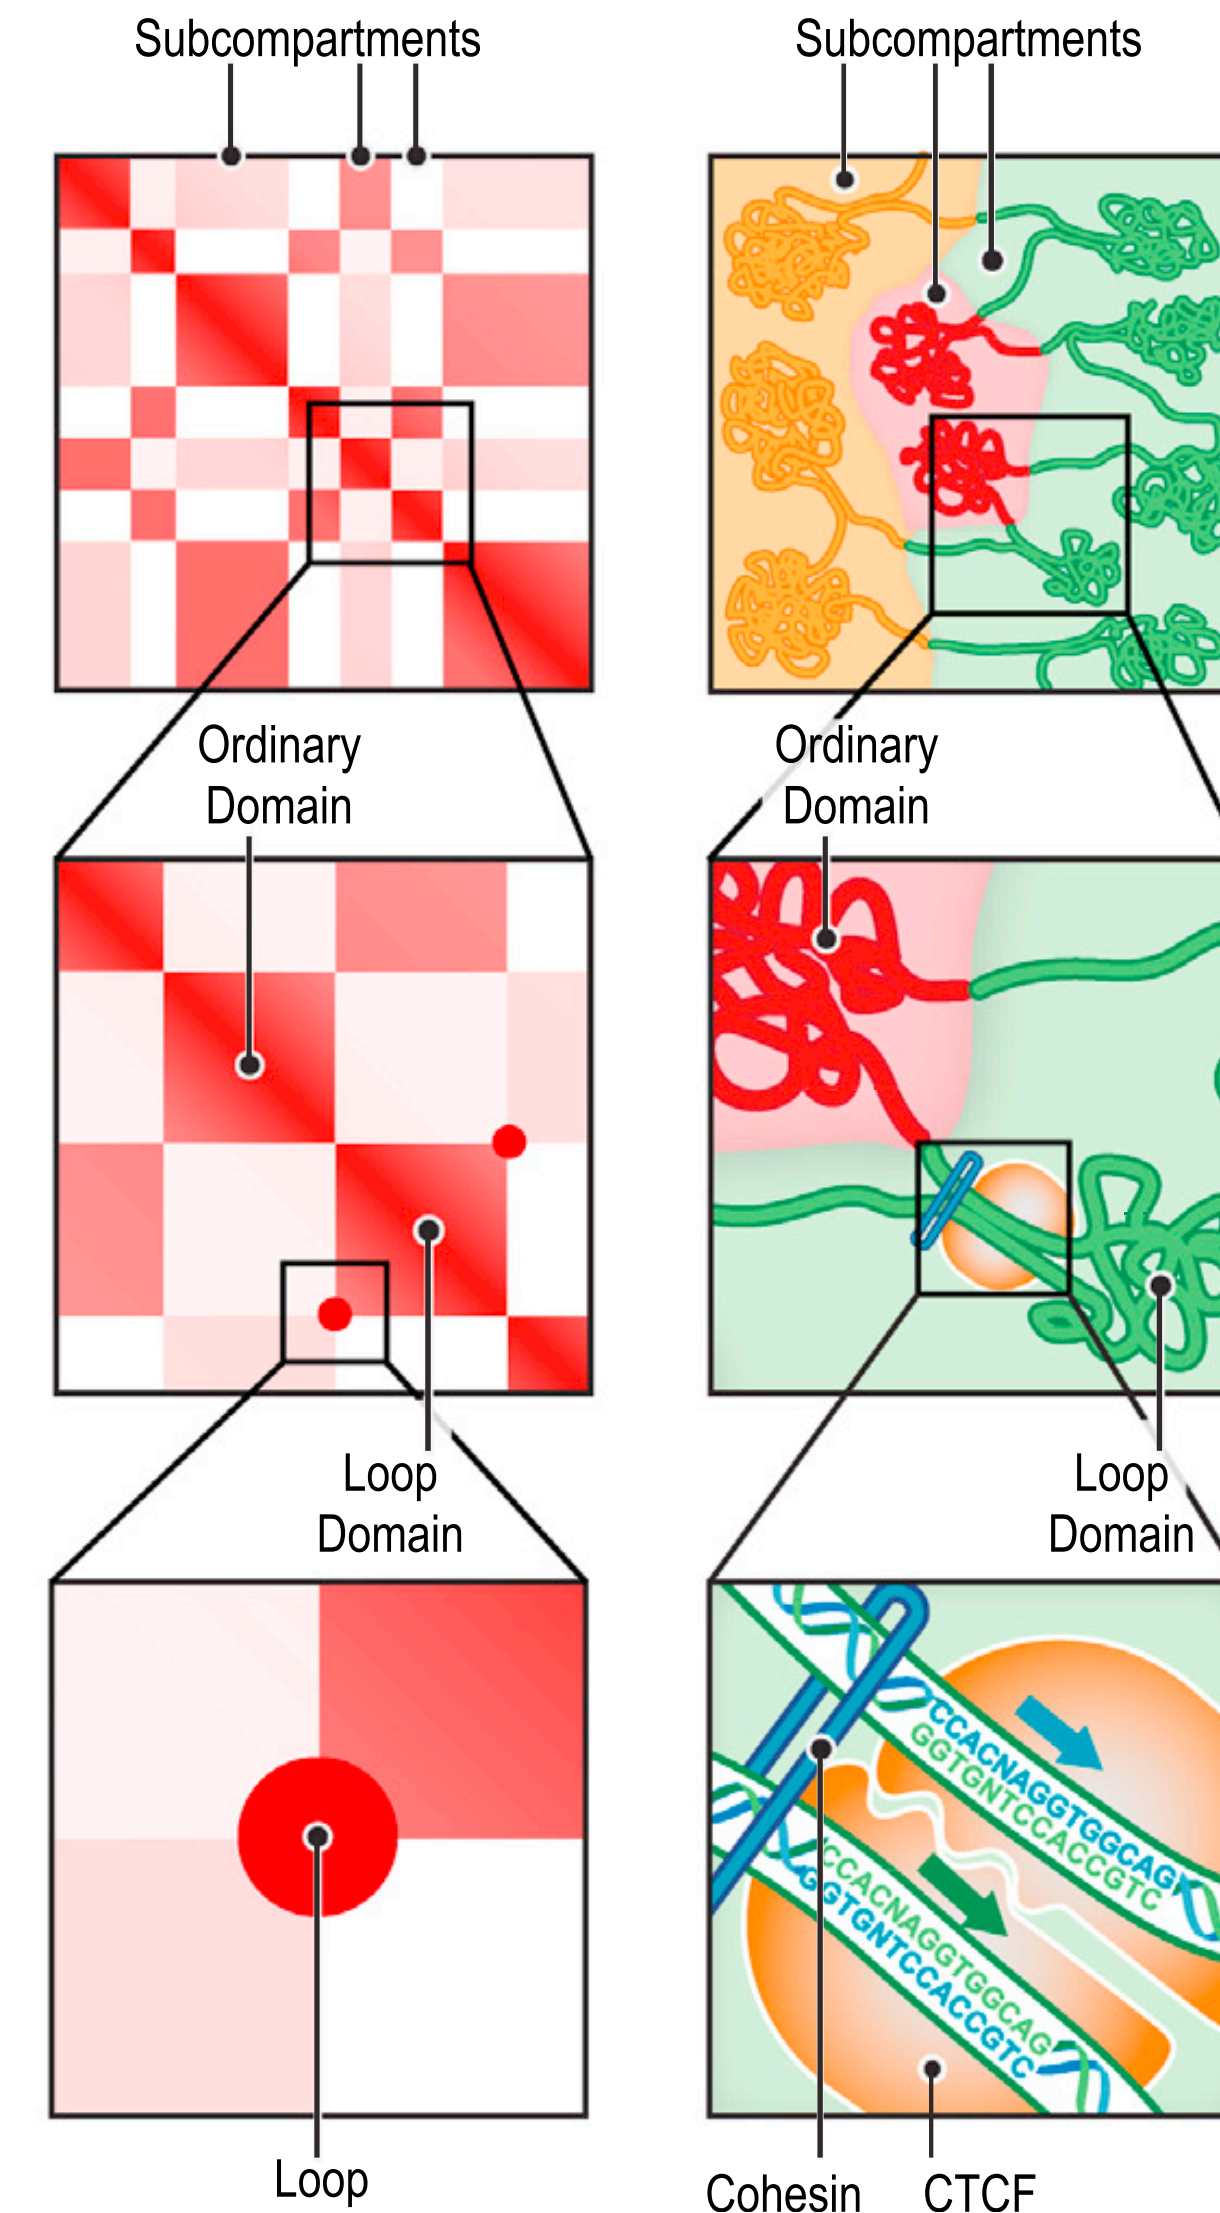 Subcompartments
Subcompartments
Ordinary
Domain
Ordinary
Domain
Loop
Domain
Loop
Domain
CCACNAGGTGGCAG
GGTGNTCCACCGTC
CCACNAGGTGGCAG
GGTGNTCCACCGTC
Loop
Cohesin
CTCF